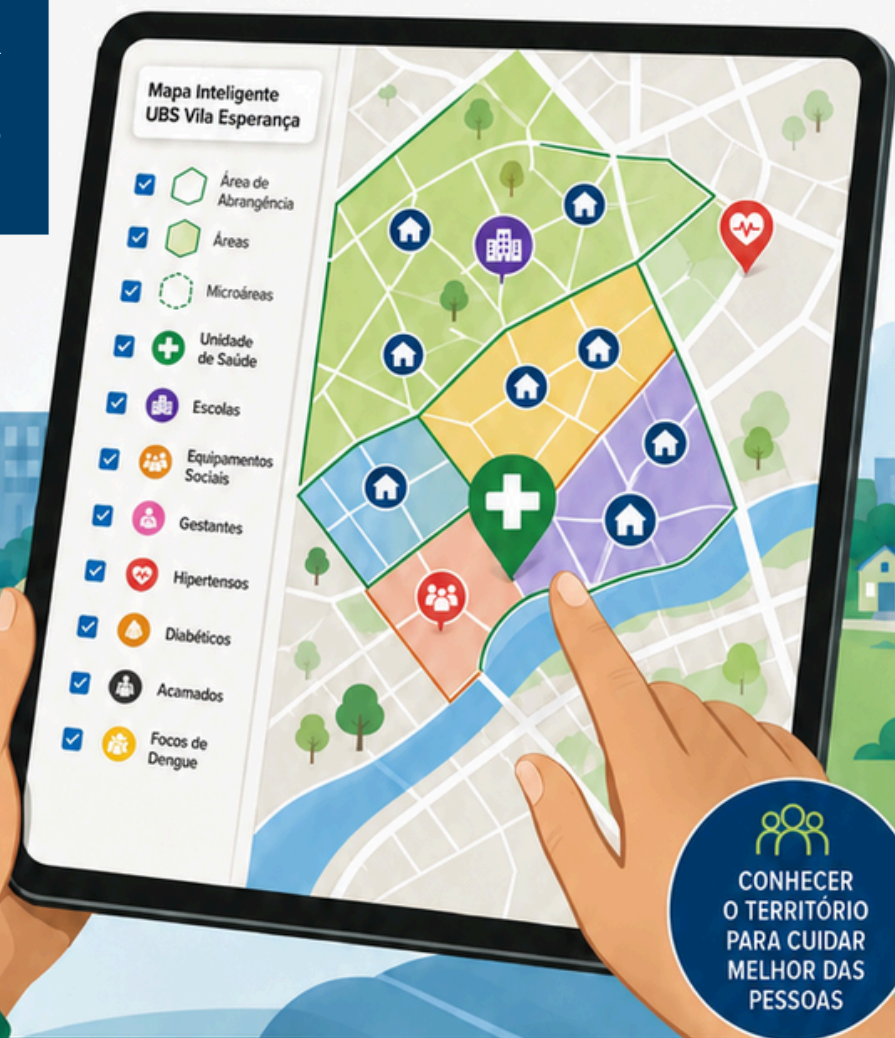 Mapa Inteligente
UBS Vila Esperança
Área de
Abrangência
Áreas
Microáreas
Unidade
de Saúde
Escolas
Equipamentos
Sociais
Gestantes
Hipertensos
Diabéticos
Acamados
Focos de
Dengue
CONHECER
O TERRITÓRIO
PARA CUIDAR
MELHOR DAS
PESSOAS